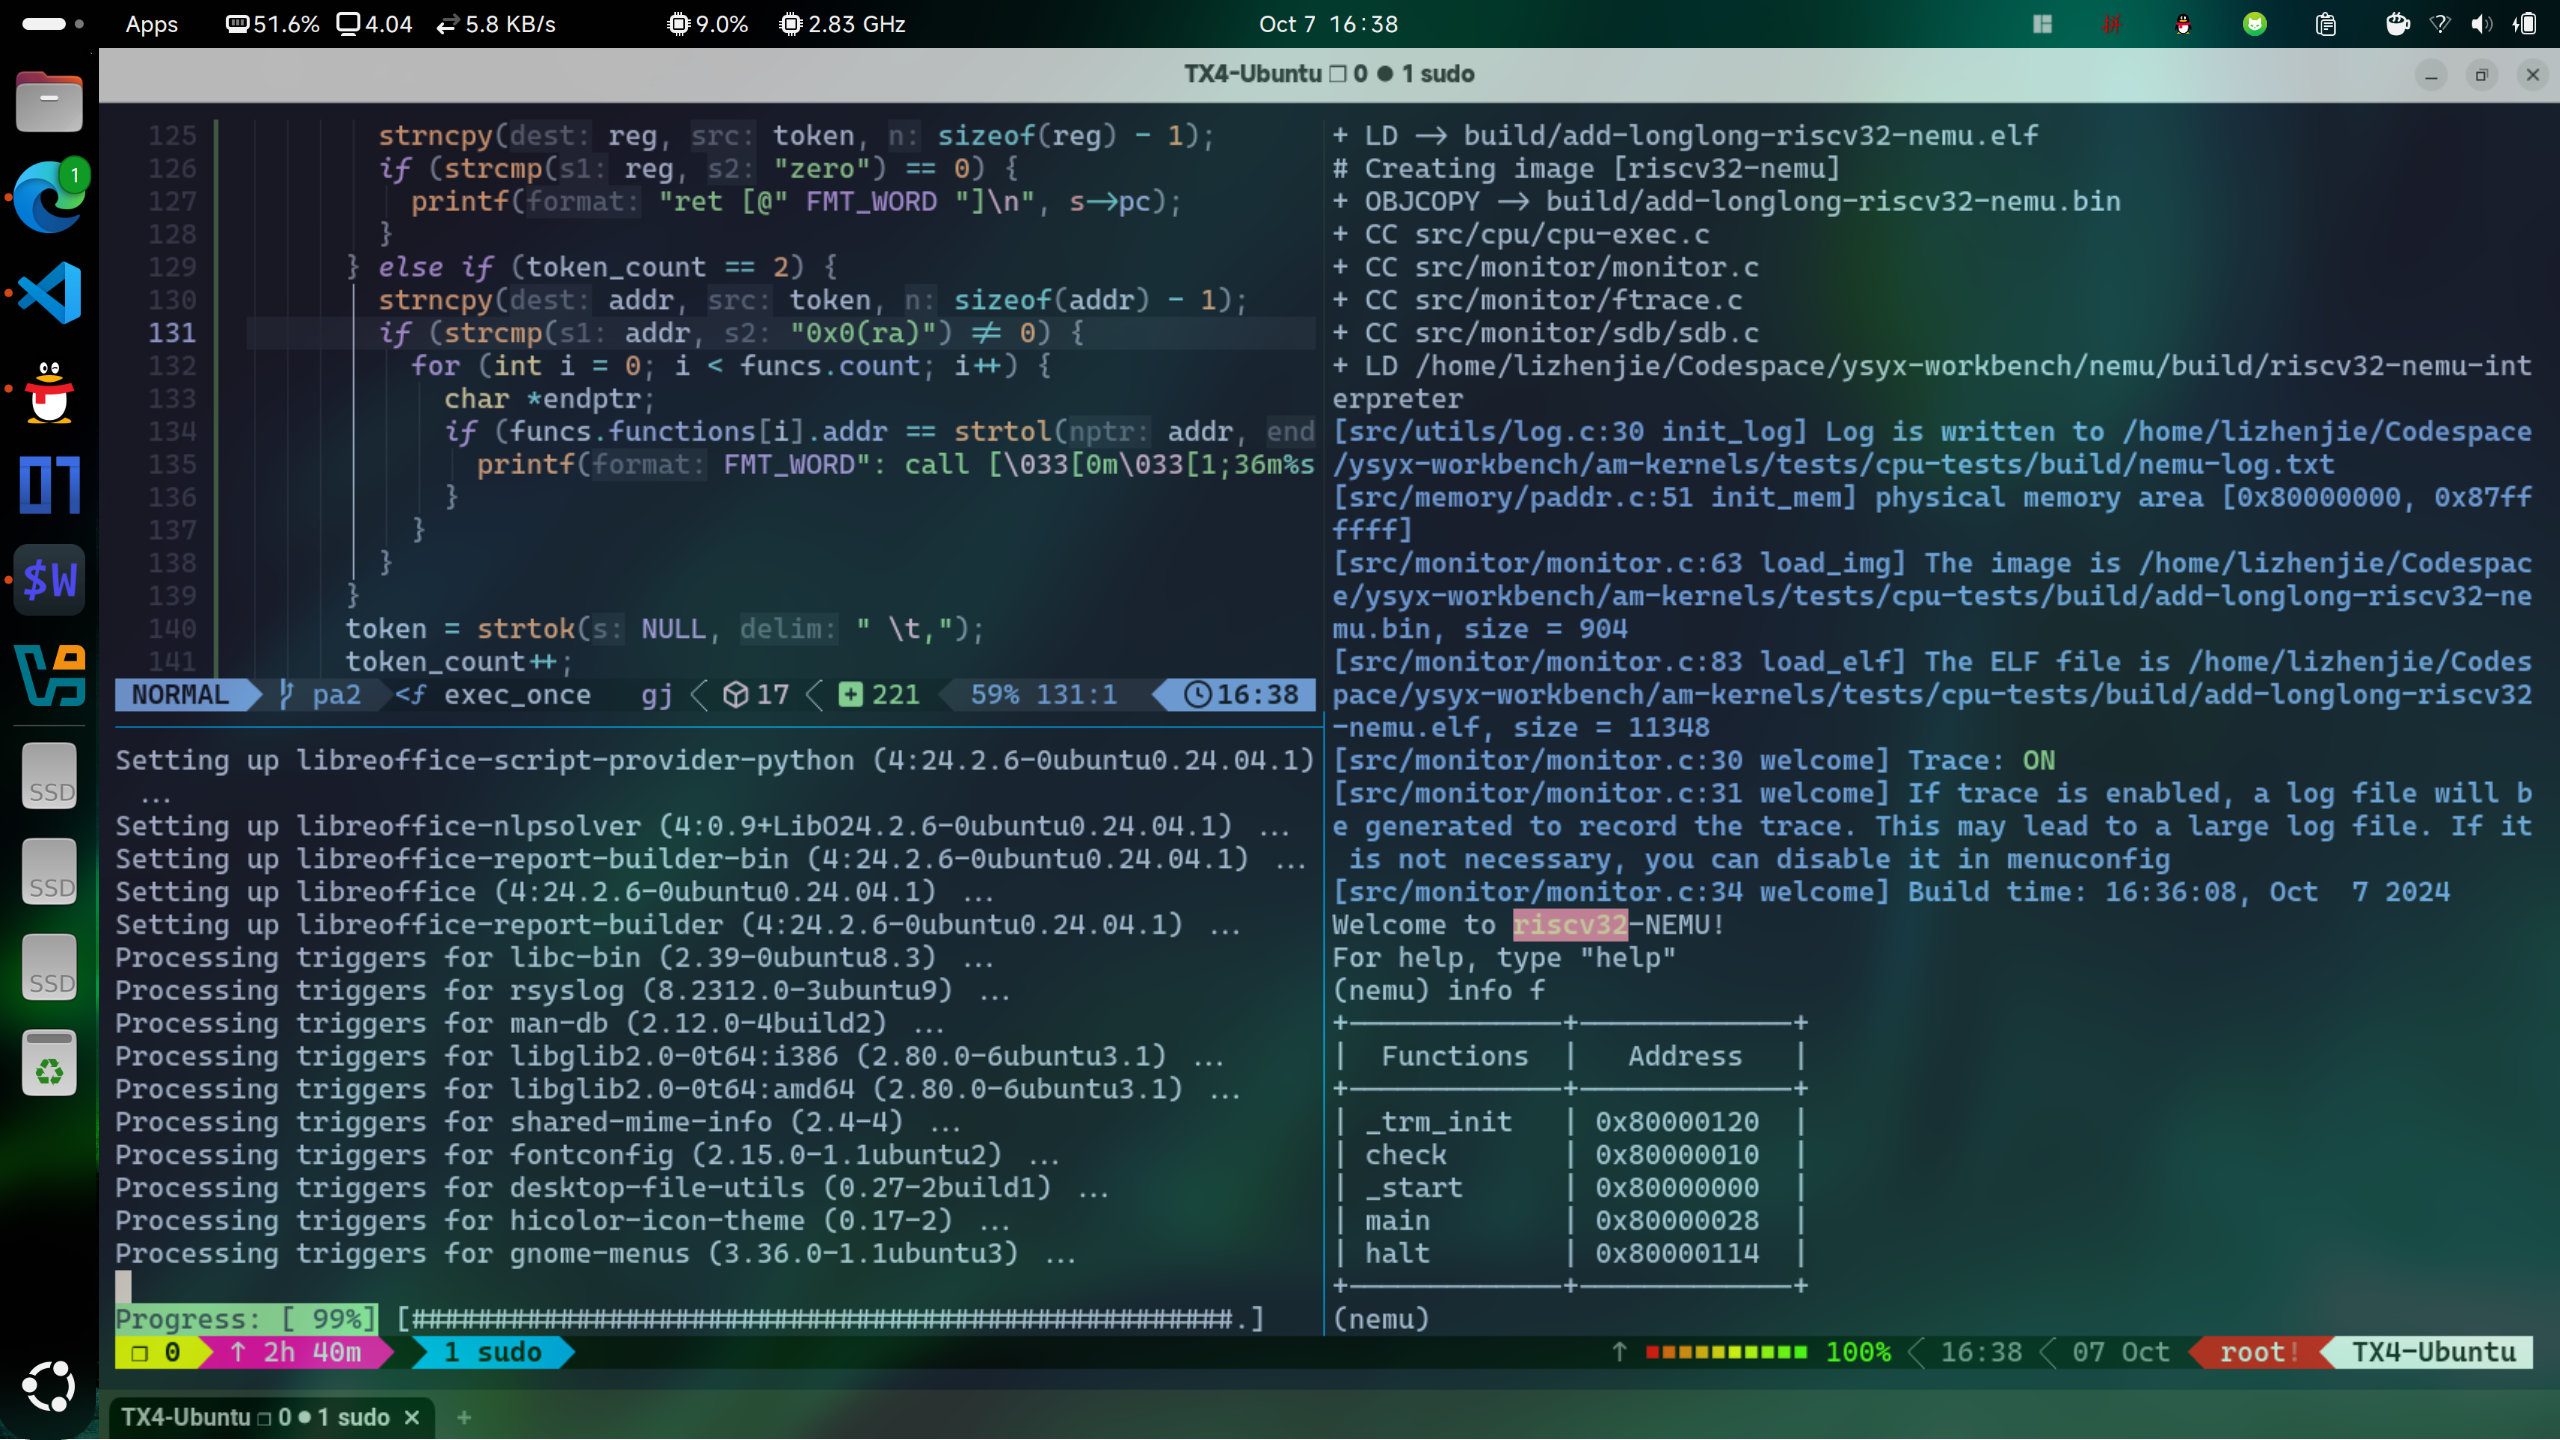 Apps 51.6% 4.04 5.8 KB/s 9.0% 2.83 GHz Oct 7 16:38 拼
TX4-Ubuntu ❐ 0 ● 1 sudo
125 strncpy(dest: reg, src: token, n: sizeof(reg) - 1);
126 if (strcmp(s1: reg, s2: "zero") == 0) {
127 printf(format: "ret [@" FMT_WORD "]\n", s->pc);
128 }
129 } else if (token_count == 2) {
130 strncpy(dest: addr, src: token, n: sizeof(addr) - 1);
131 if (strcmp(s1: addr, s2: "0x0(ra)") != 0) {
132 for (int i = 0; i < funcs.count; i++) {
133 char *endptr;
134 if (funcs.functions[i].addr == strtol(nptr: addr, end
135 printf(format: FMT_WORD": call [\033[0m\033[1;36m%s
136 }
137 }
138 }
139 }
140 token = strtok(s: NULL, delim: " \t,");
141 token_count++;
NORMAL pa2 <f exec_once gj 17 221 59% 131:1 16:38
Setting up libreoffice-script-provider-python (4:24.2.6-0ubuntu0.24.04.1)
...
Setting up libreoffice-nlpsolver (4:0.9+LibO24.2.6-0ubuntu0.24.04.1) ...
Setting up libreoffice-report-builder-bin (4:24.2.6-0ubuntu0.24.04.1) ...
Setting up libreoffice (4:24.2.6-0ubuntu0.24.04.1) ...
Setting up libreoffice-report-builder (4:24.2.6-0ubuntu0.24.04.1) ...
Processing triggers for libc-bin (2.39-0ubuntu8.3) ...
Processing triggers for rsyslog (8.2312.0-3ubuntu9) ...
Processing triggers for man-db (2.12.0-4build2) ...
Processing triggers for libglib2.0-0t64:i386 (2.80.0-6ubuntu3.1) ...
Processing triggers for libglib2.0-0t64:amd64 (2.80.0-6ubuntu3.1) ...
Processing triggers for shared-mime-info (2.4-4) ...
Processing triggers for fontconfig (2.15.0-1.1ubuntu2) ...
Processing triggers for desktop-file-utils (0.27-2build1) ...
Processing triggers for hicolor-icon-theme (0.17-2) ...
Processing triggers for gnome-menus (3.36.0-1.1ubuntu3) ...
Progress: [ 99%] [##################################################.]
+ LD -> build/add-longlong-riscv32-nemu.elf
# Creating image [riscv32-nemu]
+ OBJCOPY -> build/add-longlong-riscv32-nemu.bin
+ CC src/cpu/cpu-exec.c
+ CC src/monitor/monitor.c
+ CC src/monitor/ftrace.c
+ CC src/monitor/sdb/sdb.c
+ LD /home/lizhenjie/Codespace/ysyx-workbench/nemu/build/riscv32-nemu-int
erpreter
[src/utils/log.c:30 init_log] Log is written to /home/lizhenjie/Codespace
/ysyx-workbench/am-kernels/tests/cpu-tests/build/nemu-log.txt
[src/memory/paddr.c:51 init_mem] physical memory area [0x80000000, 0x87ff
ffff]
[src/monitor/monitor.c:63 load_img] The image is /home/lizhenjie/Codespac
e/ysyx-workbench/am-kernels/tests/cpu-tests/build/add-longlong-riscv32-ne
mu.bin, size = 904
[src/monitor/monitor.c:83 load_elf] The ELF file is /home/lizhenjie/Codes
pace/ysyx-workbench/am-kernels/tests/cpu-tests/build/add-longlong-riscv32
-nemu.elf, size = 11348
[src/monitor/monitor.c:30 welcome] Trace: ON
[src/monitor/monitor.c:31 welcome] If trace is enabled, a log file will b
e generated to record the trace. This may lead to a large log file. If it
is not necessary, you can disable it in menuconfig
[src/monitor/monitor.c:34 welcome] Build time: 16:36:08, Oct  7 2024
Welcome to riscv32-NEMU!
For help, type "help"
(nemu) info f
+-------------+-------------+
| Functions | Address |
+-------------+-------------+
| _trm_init | 0x80000120 |
| check | 0x80000010 |
| _start | 0x80000000 |
| main | 0x80000028 |
| halt | 0x80000114 |
+-------------+-------------+
(nemu)
❐ 0 ↑ 2h 40m 1 sudo ↑ 100% 16:38 07 Oct root! TX4-Ubuntu
TX4-Ubuntu ❐ 0 ● 1 sudo × +
1
01
$W
SSD
SSD
SSD